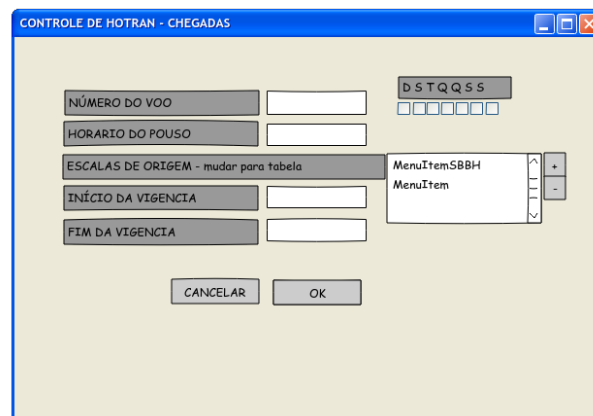 CONTROLE DE HOTRAN - CHEGADAS
D S T Q Q S S
NÚMERO DO VOO
HORARIO DO POUSO
ESCALAS DE ORIGEM - mudar para tabela
MenuItemSBBH
+
MenuItem
-
INÍCIO DA VIGENCIA
FIM DA VIGENCIA
CANCELAR
OK